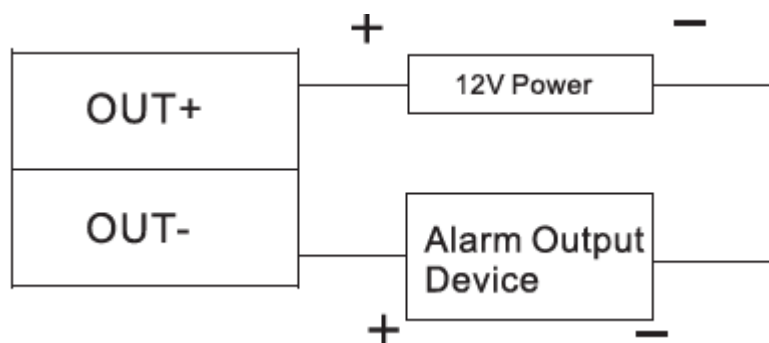 + −
OUT+
12V Power
OUT-
Alarm Output
Device
+ −